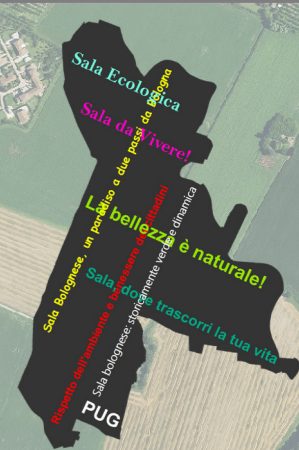 Sala Ecologica
Sala da Vivere!
Sala Bolognese, un paradiso a due passi da Bologna
La bellezza è naturale!
Rispetto dell'ambiente e benessere dei cittadini
Sala bolognese: storicamente verde e dinamica
Sala, dove trascorri la tua vita
PUG